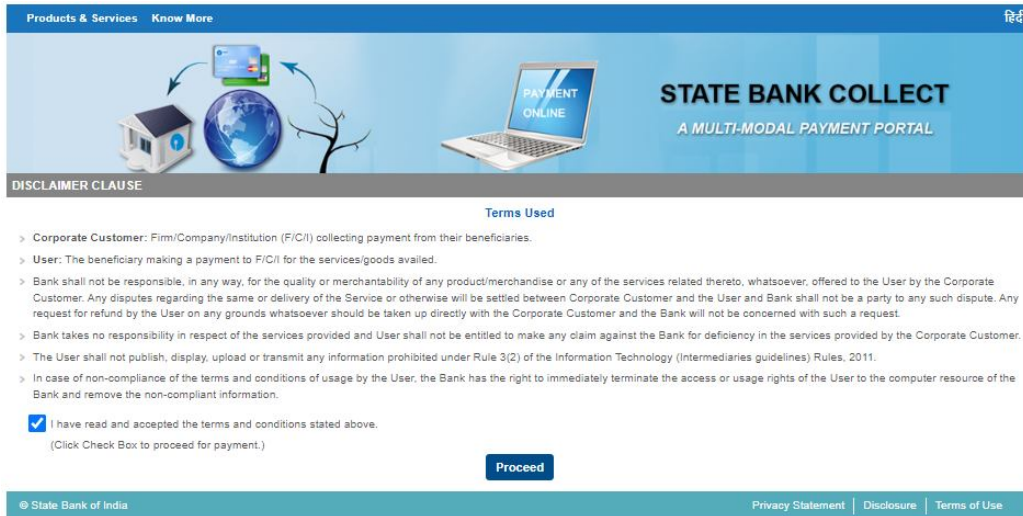 Products & Services Know More हिंदी
PAYMENT
ONLINE
STATE BANK COLLECT
A MULTI-MODAL PAYMENT PORTAL
DISCLAIMER CLAUSE
Terms Used
Corporate Customer: Firm/Company/Institution (F/C/I) collecting payment from their beneficiaries.
User: The beneficiary making a payment to F/C/I for the services/goods availed.
Bank shall not be responsible, in any way, for the quality or merchantability of any product/merchandise or any of the services related thereto, whatsoever, offered to the User by the Corporate
Customer. Any disputes regarding the same or delivery of the Service or otherwise will be settled between Corporate Customer and the User and Bank shall not be a party to any such dispute. Any
request for refund by the User on any grounds whatsoever should be taken up directly with the Corporate Customer and the Bank will not be concerned with such a request.
Bank takes no responsibility in respect of the services provided and User shall not be entitled to make any claim against the Bank for deficiency in the services provided by the Corporate Customer.
The User shall not publish, display, upload or transmit any information prohibited under Rule 3(2) of the Information Technology (Intermediaries guidelines) Rules, 2011.
In case of non-compliance of the terms and conditions of usage by the User, the Bank has the right to immediately terminate the access or usage rights of the User to the computer resource of the
Bank and remove the non-compliant information.
I have read and accepted the terms and conditions stated above.
(Click Check Box to proceed for payment.)
Proceed
© State Bank of India Privacy Statement | Disclosure | Terms of Use